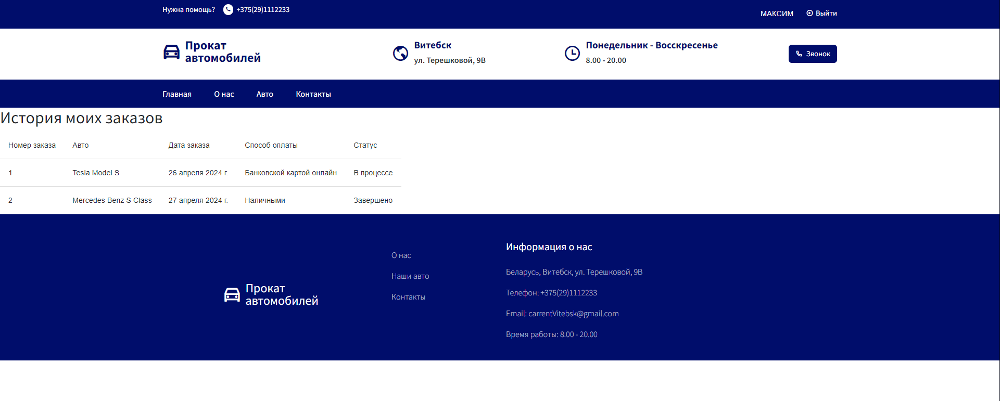 Нужна помощь? +375(29)1112233
МАКСИМ Выйти
Прокат
автомобилей
Витебск
ул. Терешковой, 9В
Понедельник - Восскресенье
8.00 - 20.00
Звонок
Главная О нас Авто Контакты
История моих заказов
Номер заказа Авто Дата заказа Способ оплаты Статус
1 Tesla Model S 26 апреля 2024 г. Банковской картой онлайн В процессе
2 Mercedes Benz S Class 27 апреля 2024 г. Наличными Завершено
Прокат
автомобилей
О нас
Наши авто
Контакты
Информация о нас
Беларусь, Витебск, ул. Терешковой, 9В
Телефон: +375(29)1112233
Email: carrentVitebsk@gmail.com
Время работы: 8.00 - 20.00